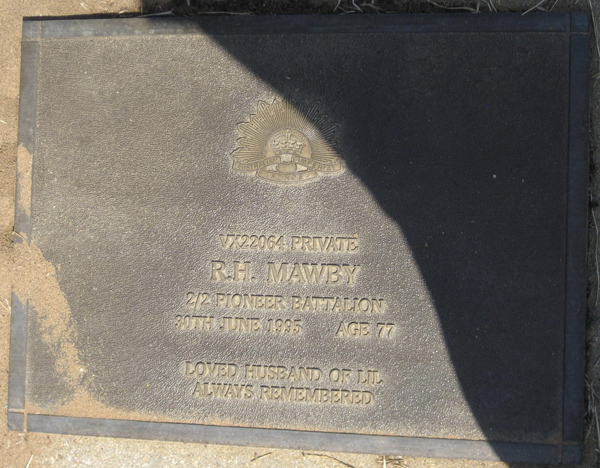 VX22064 PRIVATE
R.H. MAWBY
2/2 PIONEER BATTALION
30TH JUNE 1995 AGE 77
LOVED HUSBAND OF LIL
ALWAYS REMEMBERED